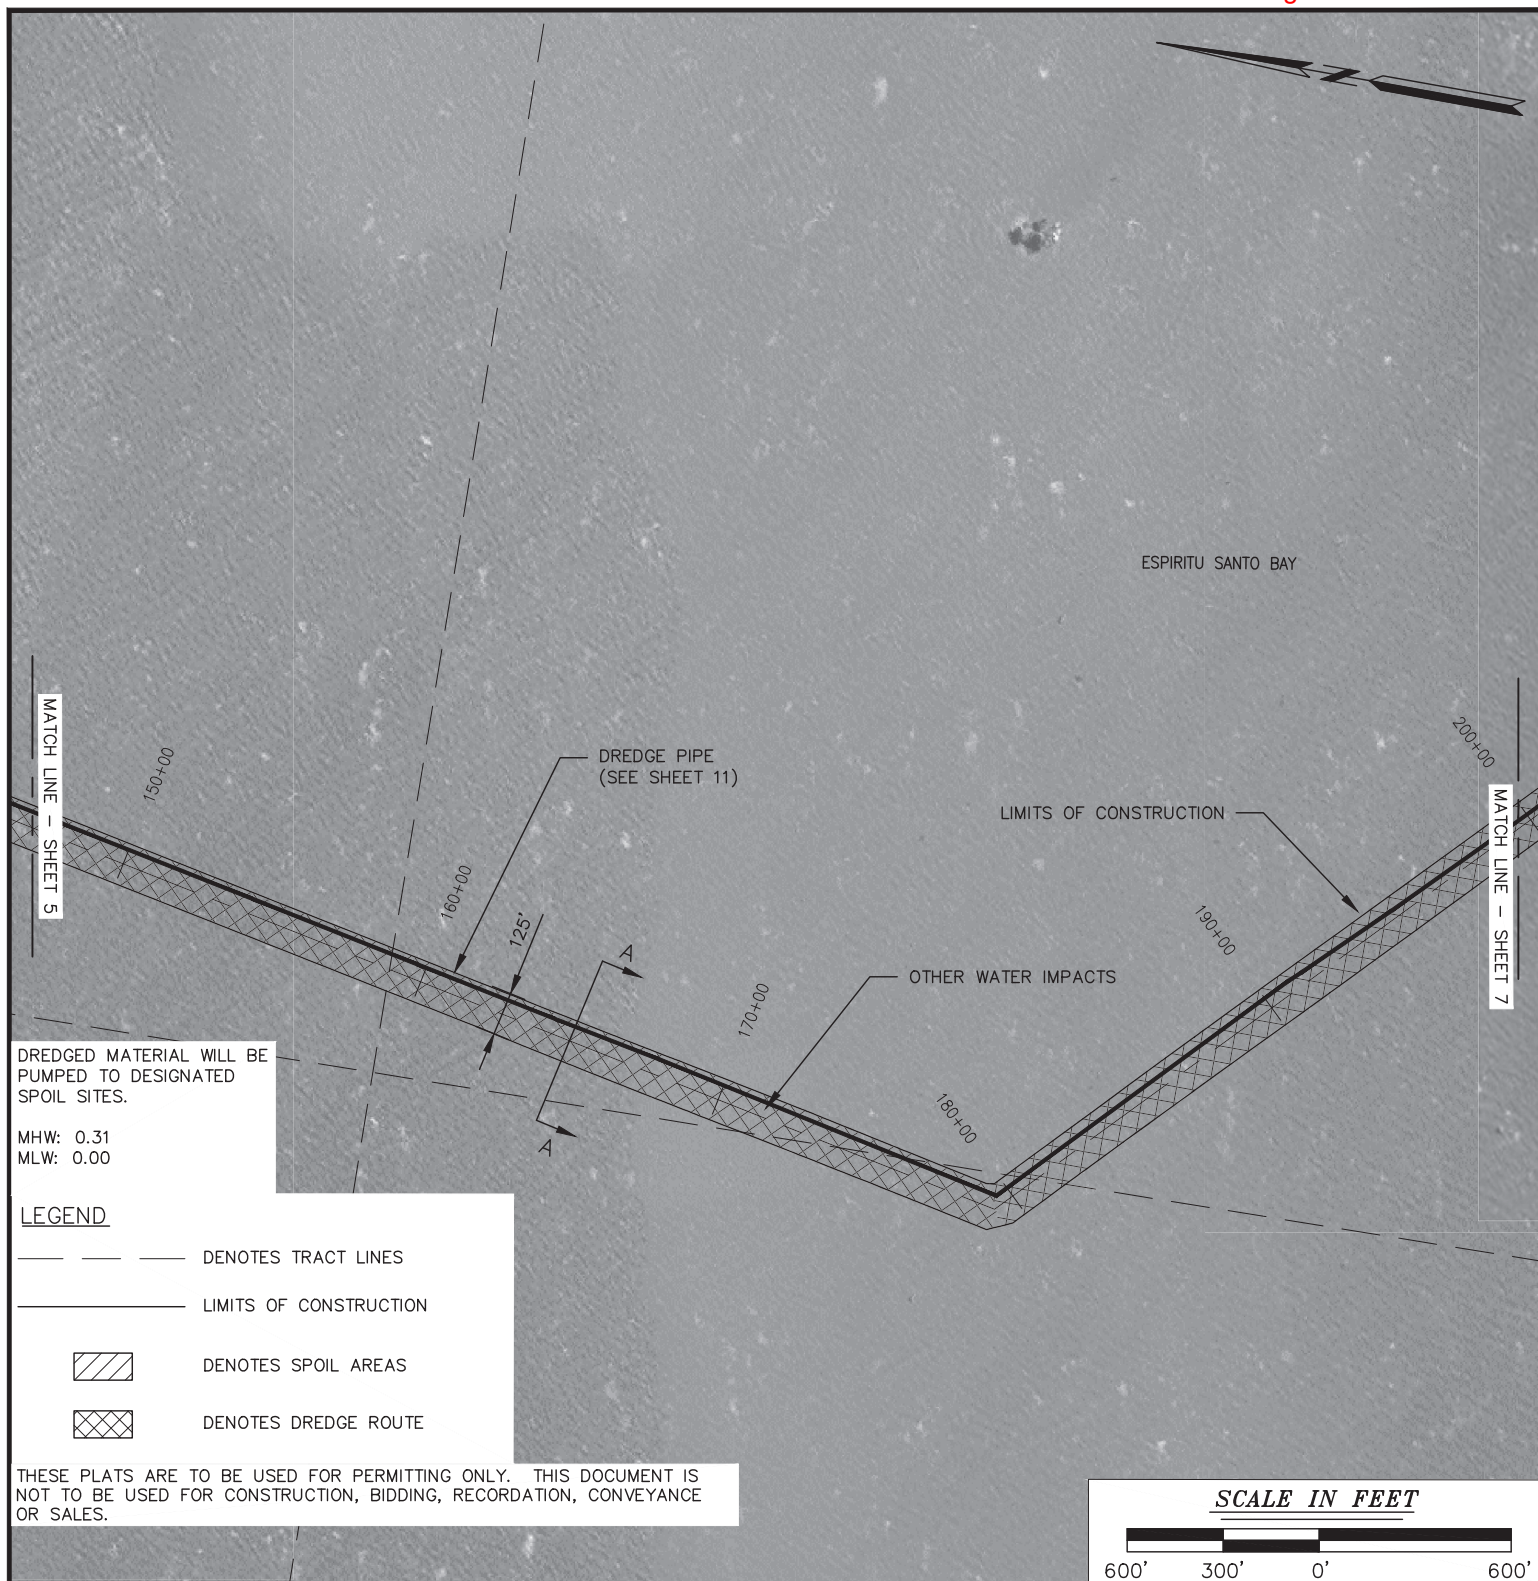 ESPIRITU SANTO BAY
MATCH LINE – SHEET 5
150+00
DREDGE PIPE
(SEE SHEET 11)
160+00
125'
A
A
170+00
OTHER WATER IMPACTS
180+00
LIMITS OF CONSTRUCTION
190+00
200+00
MATCH LINE – SHEET 7
DREDGED MATERIAL WILL BE
PUMPED TO DESIGNATED
SPOIL SITES.
MHW: 0.31
MLW: 0.00
LEGEND
DENOTES TRACT LINES
LIMITS OF CONSTRUCTION
DENOTES SPOIL AREAS
DENOTES DREDGE ROUTE
THESE PLATS ARE TO BE USED FOR PERMITTING ONLY. THIS DOCUMENT IS
NOT TO BE USED FOR CONSTRUCTION, BIDDING, RECORDATION, CONVEYANCE
OR SALES.
SCALE IN FEET
600' 300' 0' 600'